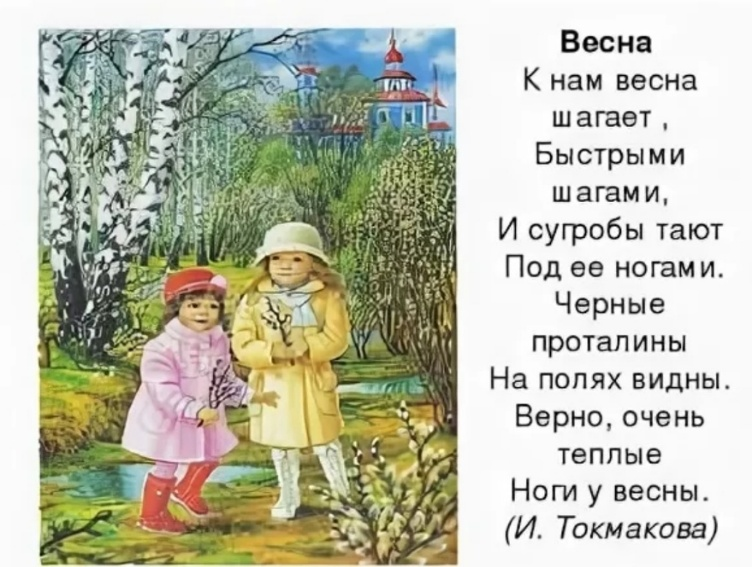 Весна
К нам весна
шагает ,
Быстрыми
шагами,
И сугробы тают
Под ее ногами.
Черные
проталины
На полях видны.
Верно, очень
теплые
Ноги у весны.
(И. Токмакова)